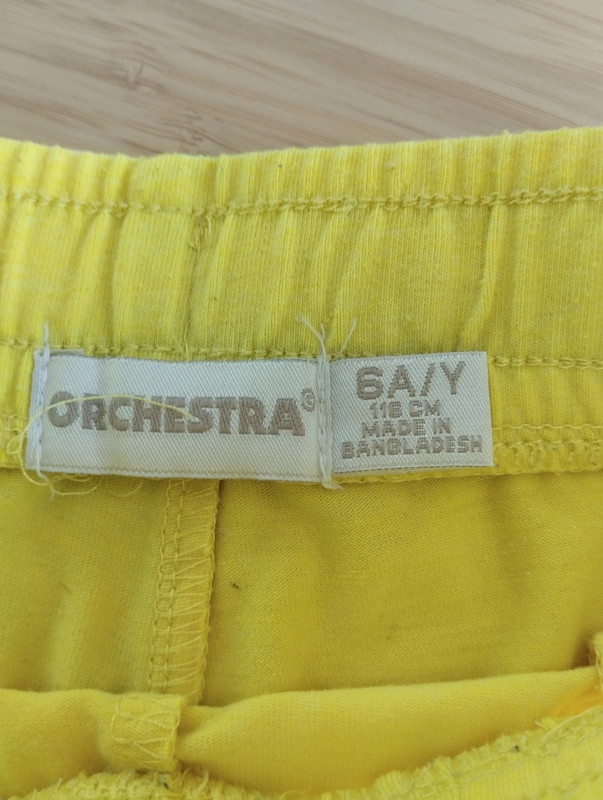 ORCHESTRA
6A/Y
116 CM
MADE IN
BANGLADESH